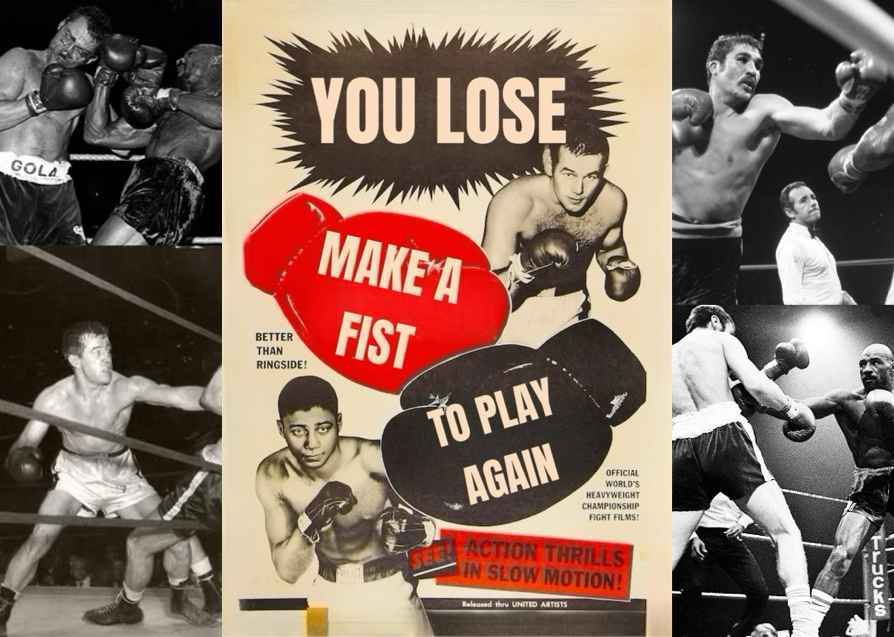 YOU LOSE
MAKE A
FIST
BETTER
THAN
RINGSIDE!
TO PLAY
AGAIN
OFFICIAL
WORLD'S
HEAVYWEIGHT
CHAMPIONSHIP
FIGHT FILMS!
SEE!
ACTION THRILLS
IN SLOW MOTION!
Released thru UNITED ARTISTS
GOLA
Trucks